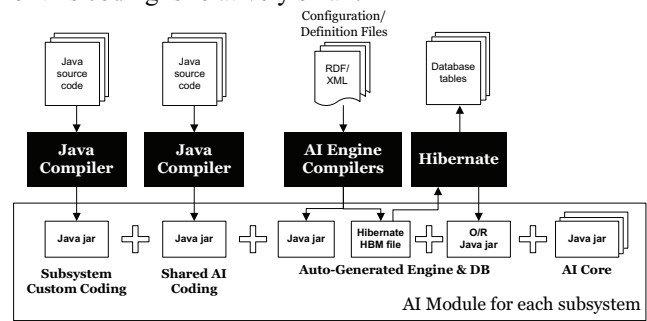 Configuration/
Definition Files
Java
source
code
Java
source
code
RDF/
XML
Database
tables
Java
Compiler
Java
Compiler
AI Engine
Compilers
Hibernate
Java jar
Java jar
Java jar
Hibernate
HBM file
O/R
Java jar
Java jar
Subsystem
Custom Coding
Shared AI
Coding
Auto-Generated Engine & DB
AI Core
AI Module for each subsystem